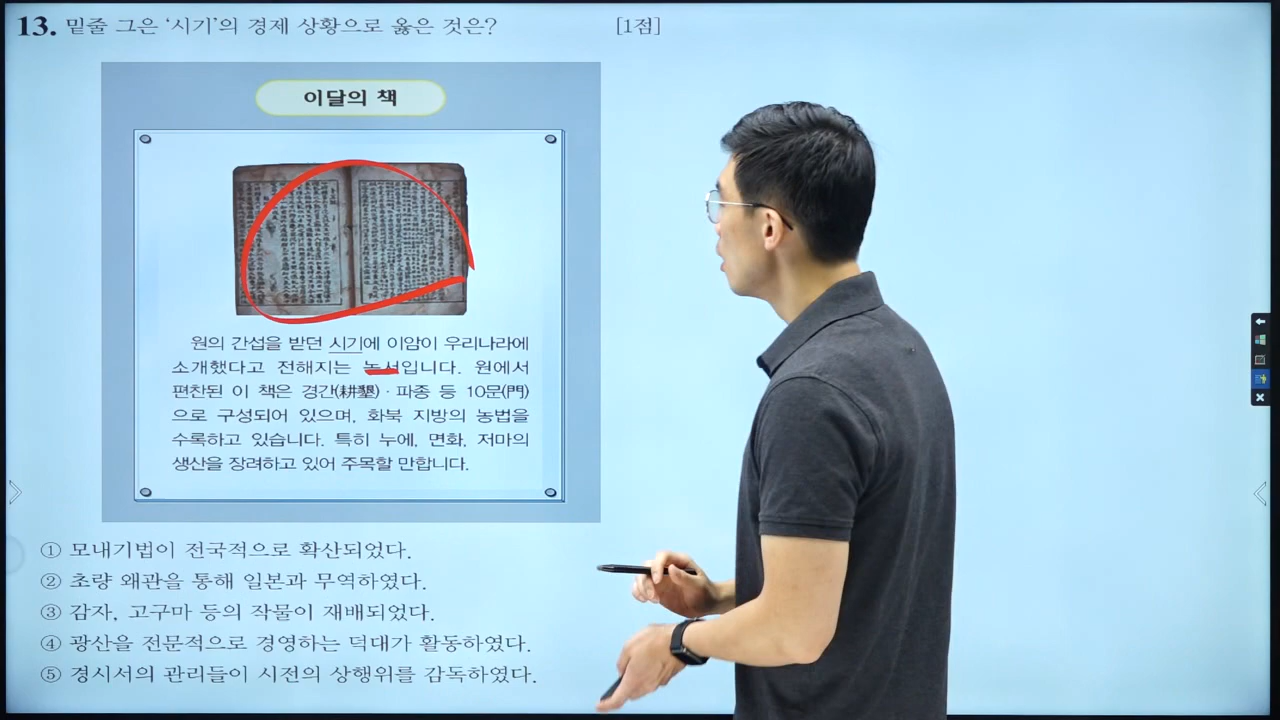 13. 밑줄 그은 ‘시기’의 경제 상황으로 옳은 것은? [1점]
이달의 책
원의 간섭을 받던 시기에 이암이 우리나라에
소개했다고 전해지는 농서입니다. 원에서
편찬된 이 책은 경간(耕墾)·파종 등 10문(門)
으로 구성되어 있으며, 화북 지방의 농법을
수록하고 있습니다. 특히 누에, 면화, 저마의
생산을 장려하고 있어 주목할 만합니다.
① 모내기법이 전국적으로 확산되었다.
② 초량 왜관을 통해 일본과 무역하였다.
③ 감자, 고구마 등의 작물이 재배되었다.
④ 광산을 전문적으로 경영하는 덕대가 활동하였다.
⑤ 경시서의 관리들이 시전의 상행위를 감독하였다.